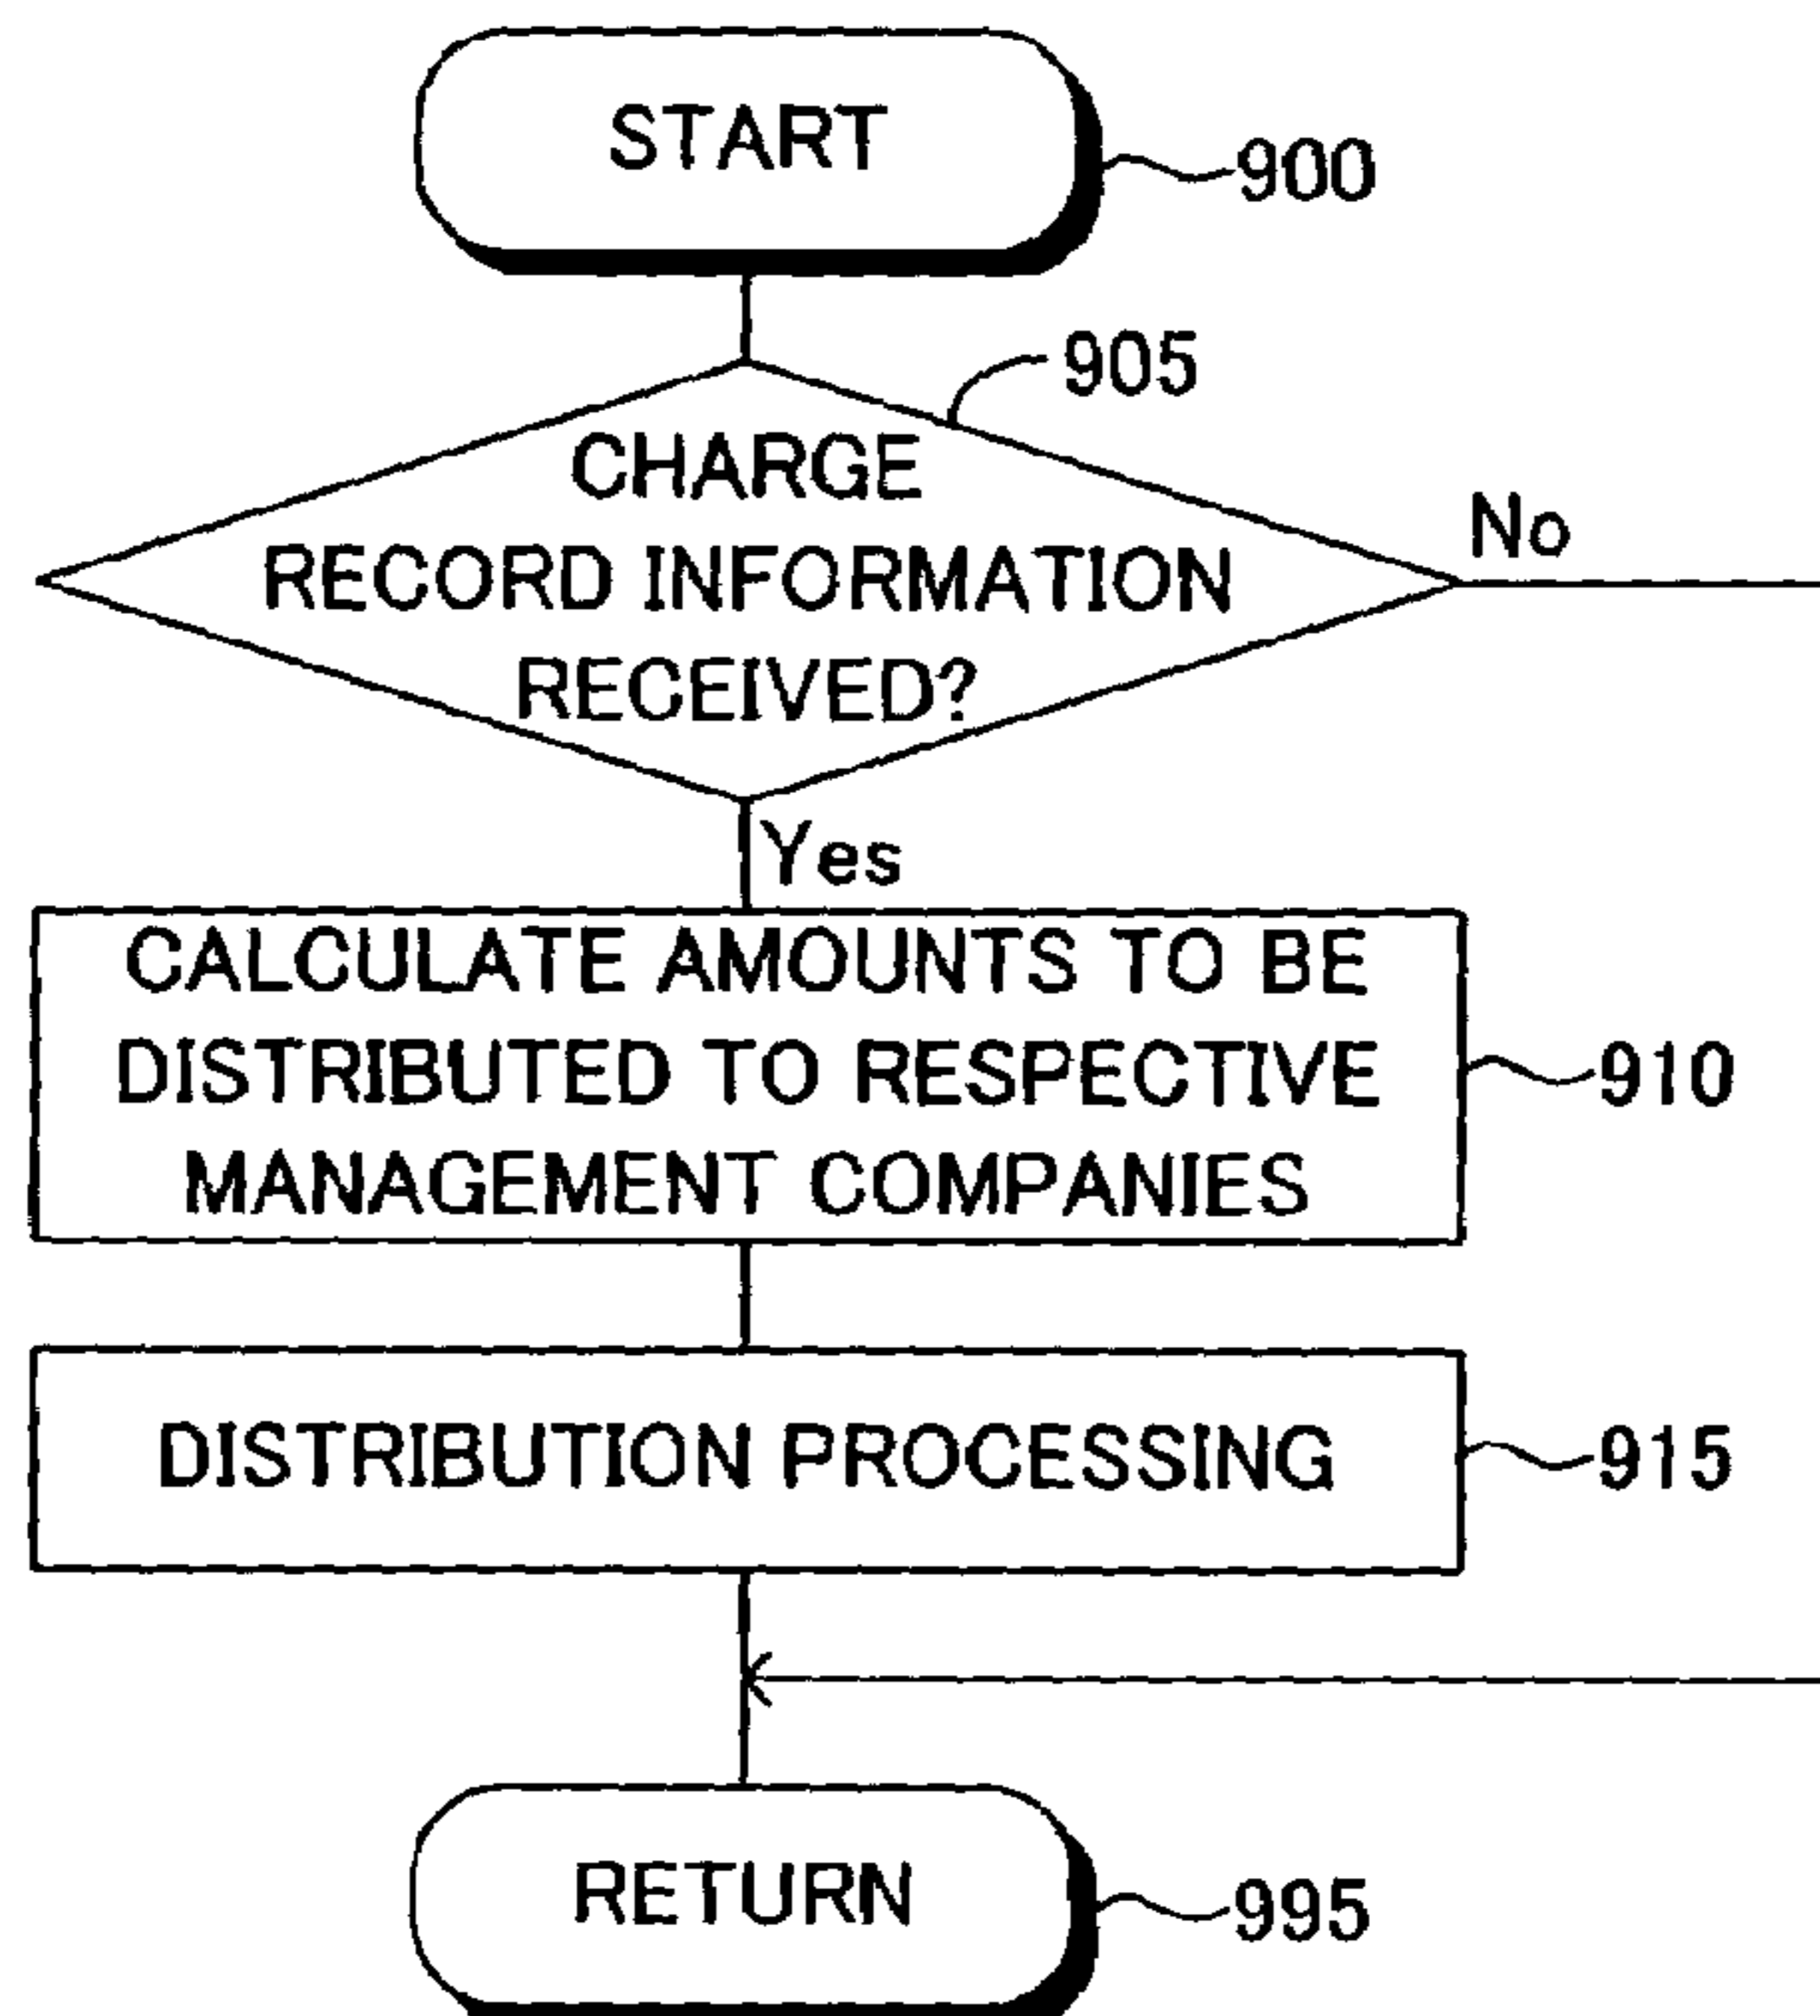 START
900
905
CHARGE
RECORD INFORMATION
RECEIVED?
No
Yes
CALCULATE AMOUNTS TO BE
DISTRIBUTED TO RESPECTIVE
MANAGEMENT COMPANIES
910
DISTRIBUTION PROCESSING
915
RETURN
995